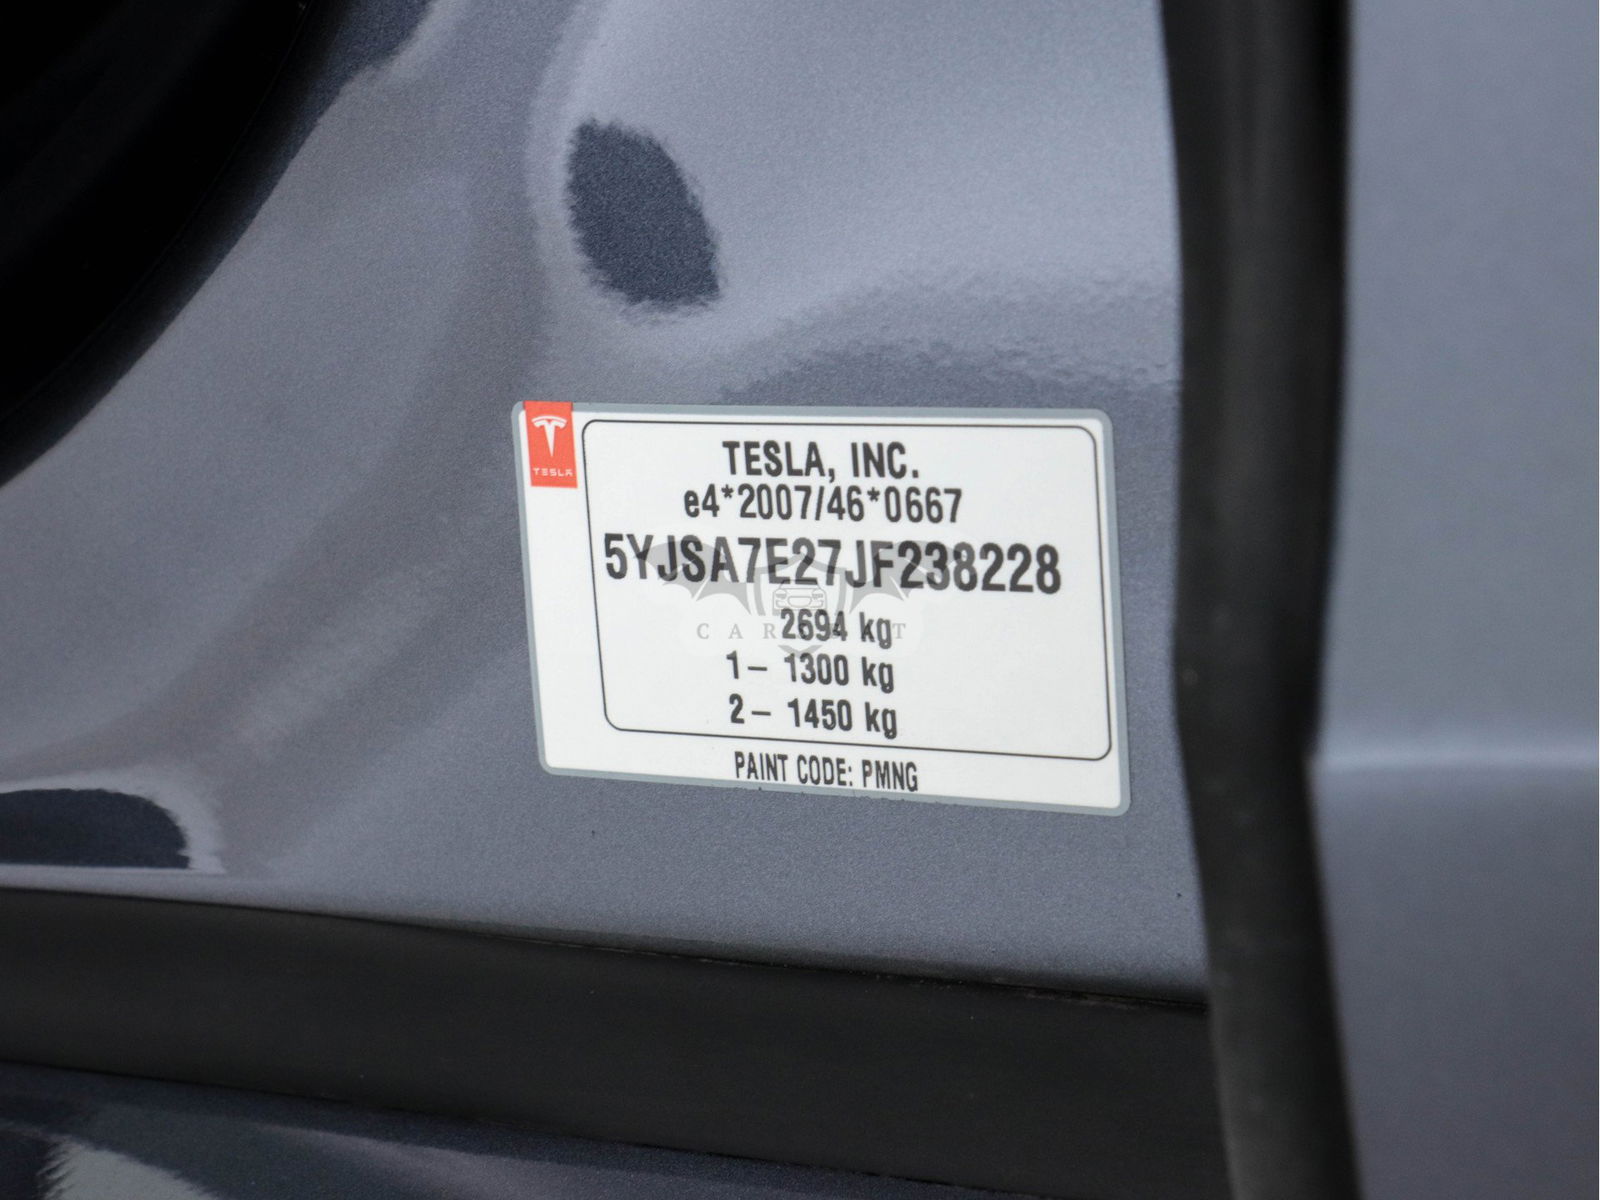 TESLA
TESLA, INC.
e4*2007/46*0667
5YJSA7E27JF238228
2694 kg
1– 1300 kg
2– 1450 kg
PAINT CODE: PMNG